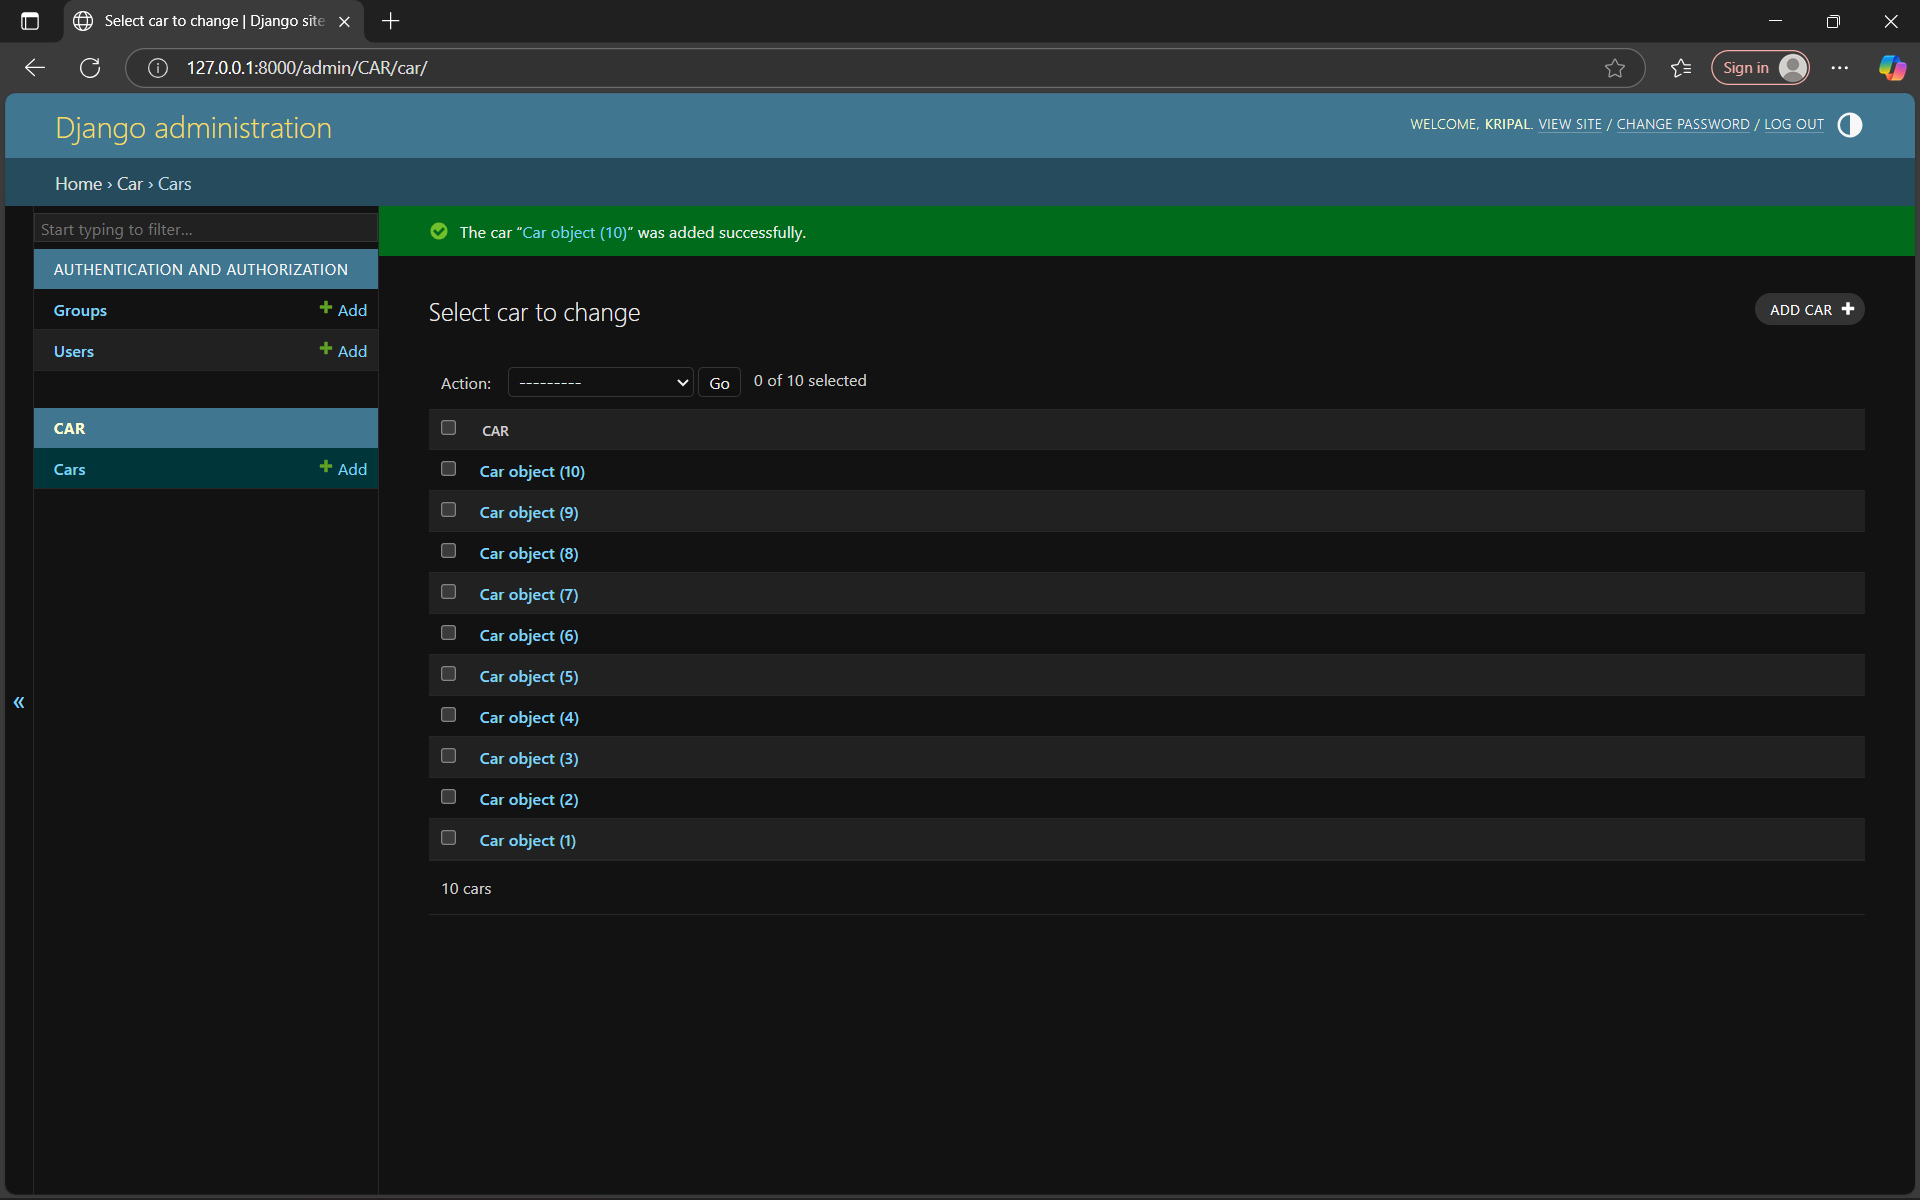 Select car to change | Django site
127.0.0.1:8000/admin/CAR/car/
Sign in
Django administration
WELCOME, KRIPAL. VIEW SITE / CHANGE PASSWORD / LOG OUT
Home › Car › Cars
Start typing to filter...
The car “Car object (10)” was added successfully.
AUTHENTICATION AND AUTHORIZATION
Groups
Add
Users
Add
CAR
Cars
Add
Select car to change
ADD CAR
Action:
---------
Go
0 of 10 selected
CAR
Car object (10)
Car object (9)
Car object (8)
Car object (7)
Car object (6)
Car object (5)
Car object (4)
Car object (3)
Car object (2)
Car object (1)
10 cars
«